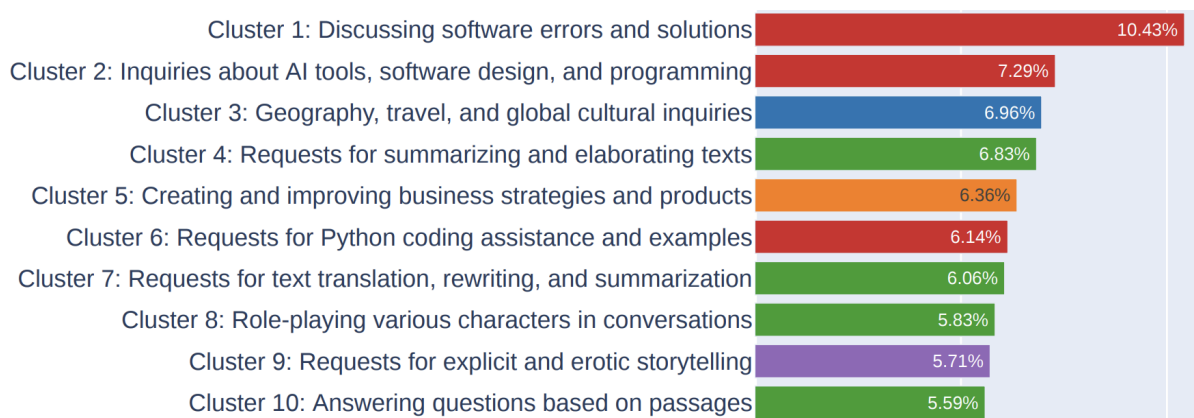 Cluster 1: Discussing software errors and solutions 10.43%
Cluster 2: Inquiries about AI tools, software design, and programming 7.29%
Cluster 3: Geography, travel, and global cultural inquiries 6.96%
Cluster 4: Requests for summarizing and elaborating texts 6.83%
Cluster 5: Creating and improving business strategies and products 6.36%
Cluster 6: Requests for Python coding assistance and examples 6.14%
Cluster 7: Requests for text translation, rewriting, and summarization 6.06%
Cluster 8: Role-playing various characters in conversations 5.83%
Cluster 9: Requests for explicit and erotic storytelling 5.71%
Cluster 10: Answering questions based on passages 5.59%